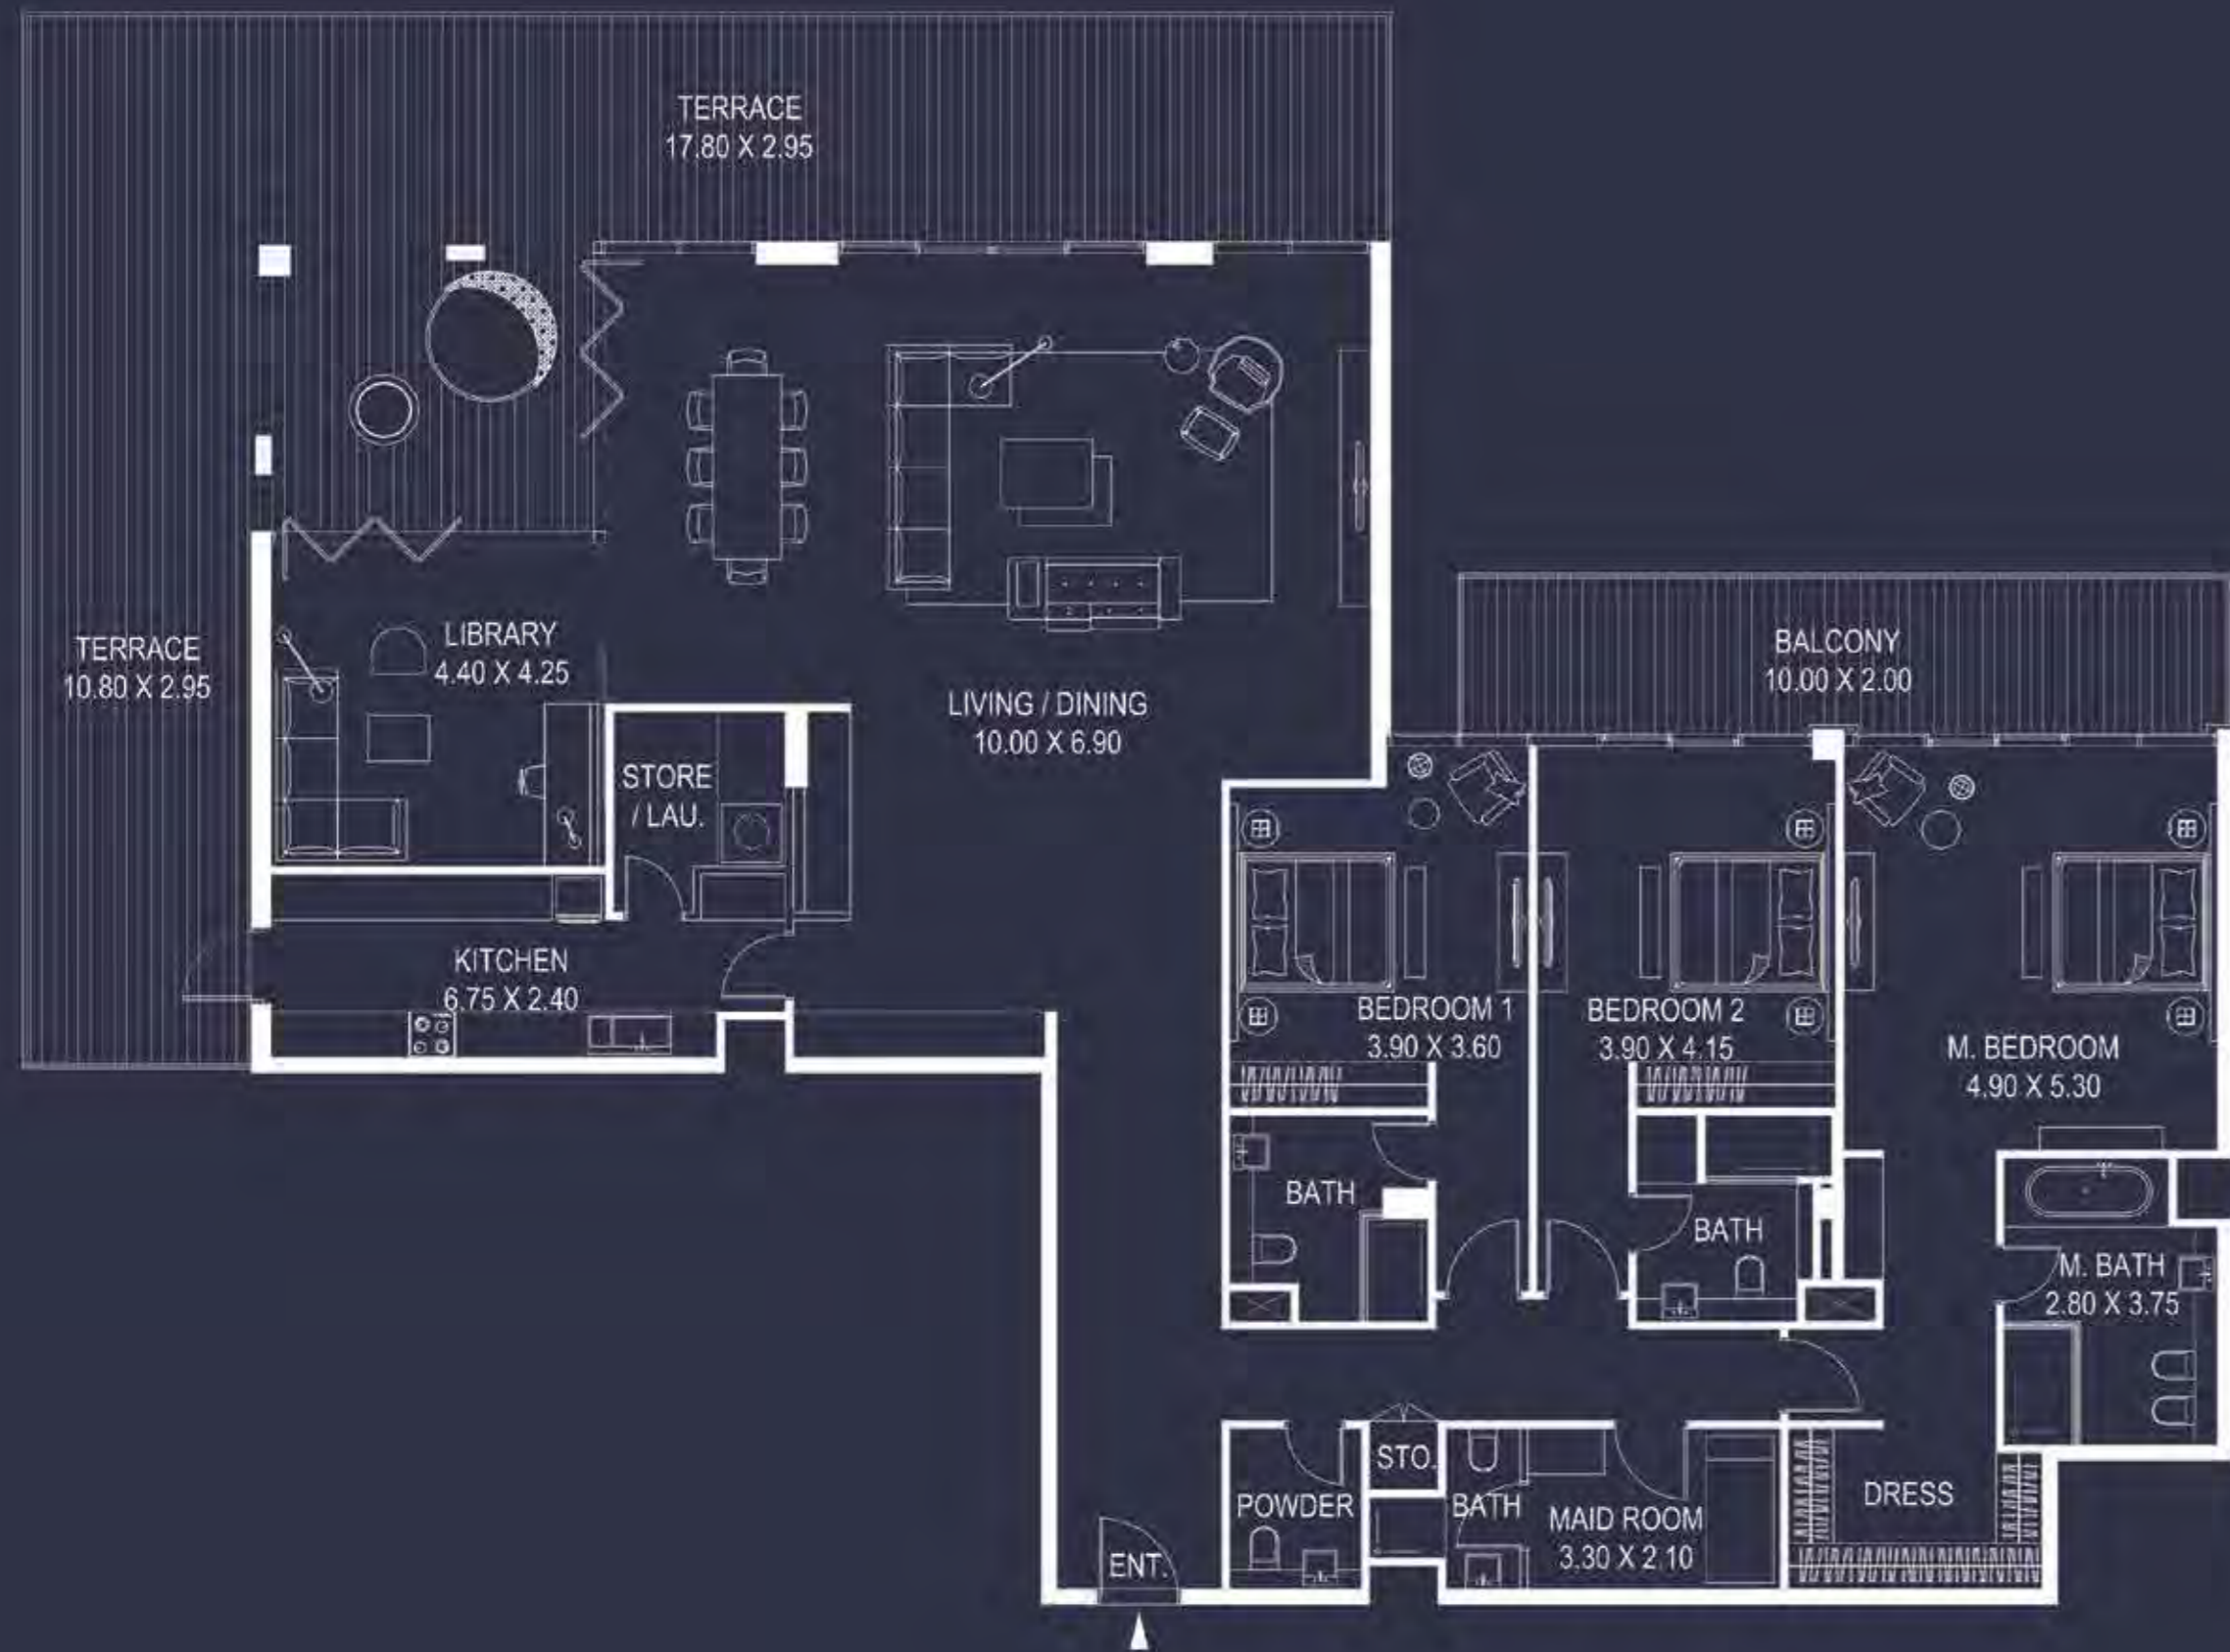 TERRACE
17.80 X 2.95
TERRACE
10.80 X 2.95
LIBRARY
4.40 X 4.25
LIVING / DINING
10.00 X 6.90
BALCONY
10.00 X 2.00
STORE
/ LAU.
KITCHEN
6.75 X 2.40
BEDROOM 1
3.90 X 3.60
BEDROOM 2
3.90 X 4.15
M. BEDROOM
4.90 X 5.30
BATH
BATH
M. BATH
2.80 X 3.75
STO.
POWDER
BATH
MAID ROOM
3.30 X 2.10
DRESS
ENT.